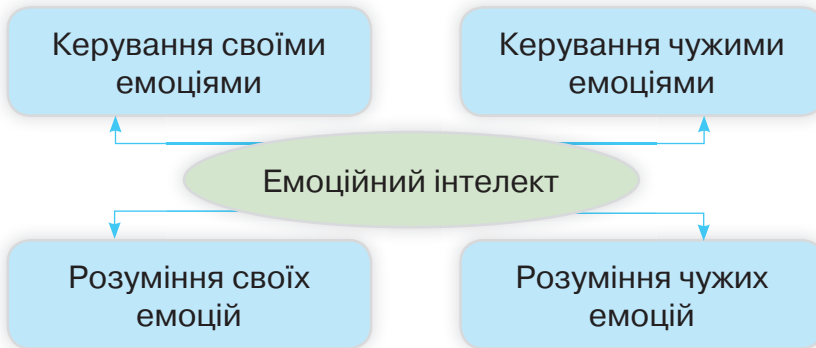 Керування своїми
емоціями
Керування чужими
емоціями
Емоційний інтелект
Розуміння своїх
емоцій
Розуміння чужих
емоцій